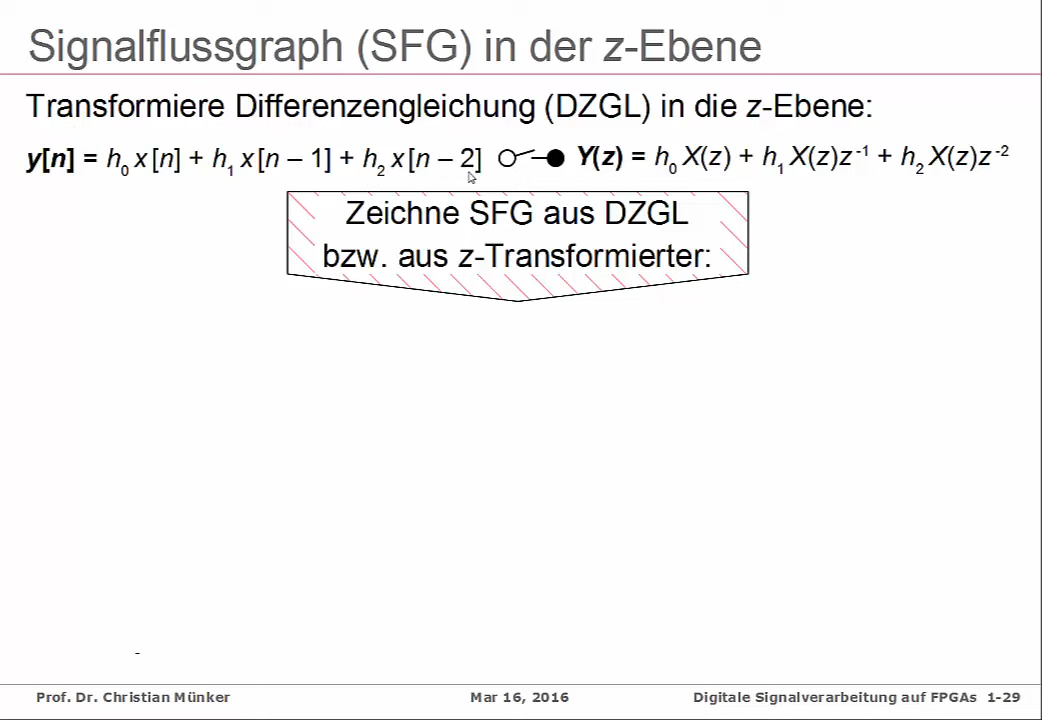 Signalflussgraph (SFG) in der z-Ebene
Transformiere Differenzengleichung (DZGL) in die z-Ebene:
y[n] = h₀ x[n] + h₁ x[n – 1] + h₂ x[n – 2] Y(z) = h₀ X(z) + h₁ X(z)z⁻¹ + h₂ X(z)z⁻²
Zeichne SFG aus DZGL
bzw. aus z-Transformierter:
Prof. Dr. Christian Münker Mar 16, 2016 Digitale Signalverarbeitung auf FPGAs 1-29